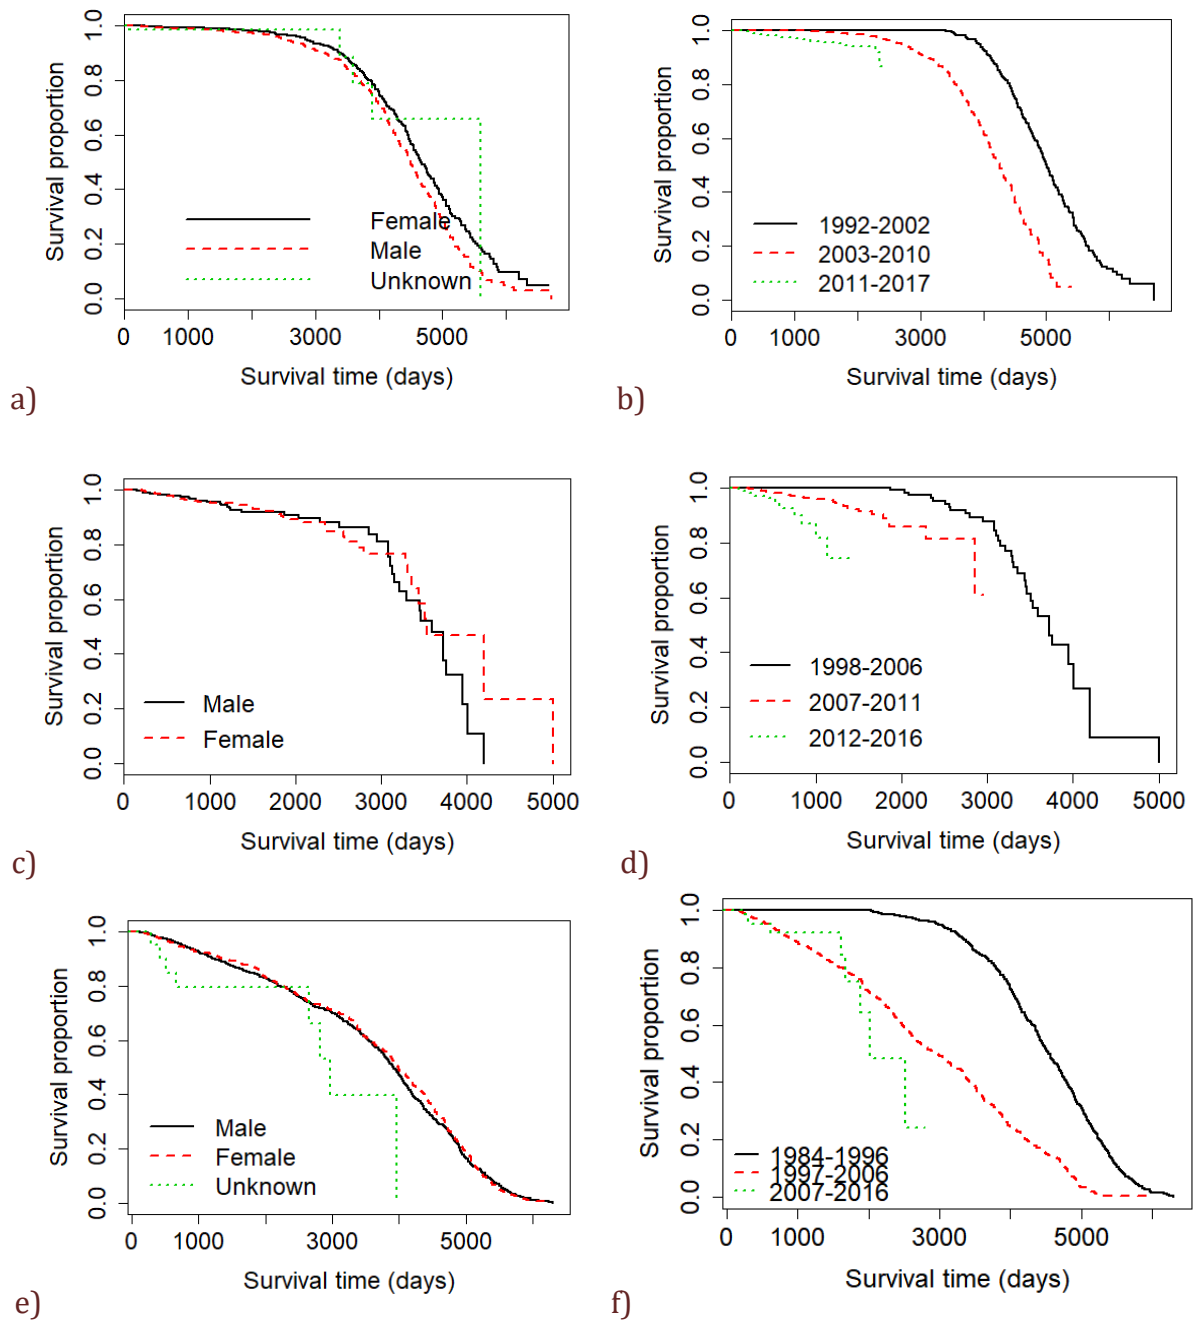 Survival proportion
0.0 0.2 0.4 0.6 0.8 1.0
Female
Male
Unknown
0 1000 3000 5000
Survival time (days)
a)
Survival proportion
0.0 0.2 0.4 0.6 0.8 1.0
1992-2002
2003-2010
2011-2017
0 1000 3000 5000
Survival time (days)
b)
Survival proportion
0.0 0.2 0.4 0.6 0.8 1.0
Male
Female
0 1000 2000 3000 4000 5000
Survival time (days)
c)
Survival proportion
0.0 0.2 0.4 0.6 0.8 1.0
1998-2006
2007-2011
2012-2016
0 1000 2000 3000 4000 5000
Survival time (days)
d)
Survival proportion
0.0 0.2 0.4 0.6 0.8 1.0
Male
Female
Unknown
0 1000 3000 5000
Survival time (days)
e)
Survival proportion
0.0 0.2 0.4 0.6 0.8 1.0
1984-1996
1997-2006
2007-2016
0 1000 3000 5000
Survival time (days)
f)